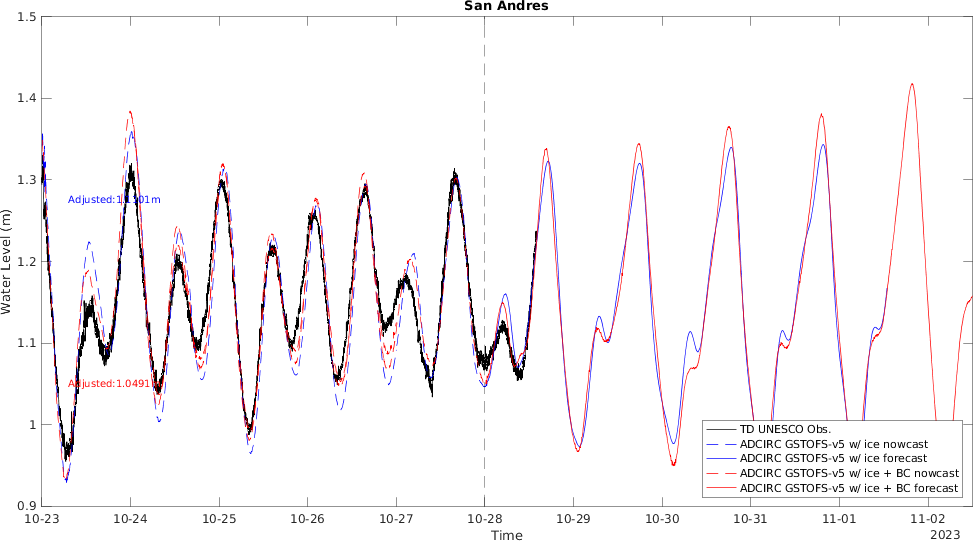 San Andres
1.5
1.4
1.3
1.2
1.1
1
0.9
Water Level (m)
Adjusted:1.0491
TD UNESCO Obs.
ADCIRC GSTOFS-v5 w/ ice nowcast
ADCIRC GSTOFS-v5 w/ ice forecast
ADCIRC GSTOFS-v5 w/ ice + BC nowcast
ADCIRC GSTOFS-v5 w/ ice + BC forecast
10-23 10-24 10-25 10-26 10-27 10-28 10-29 10-30 10-31 11-01 11-02
2023
Time